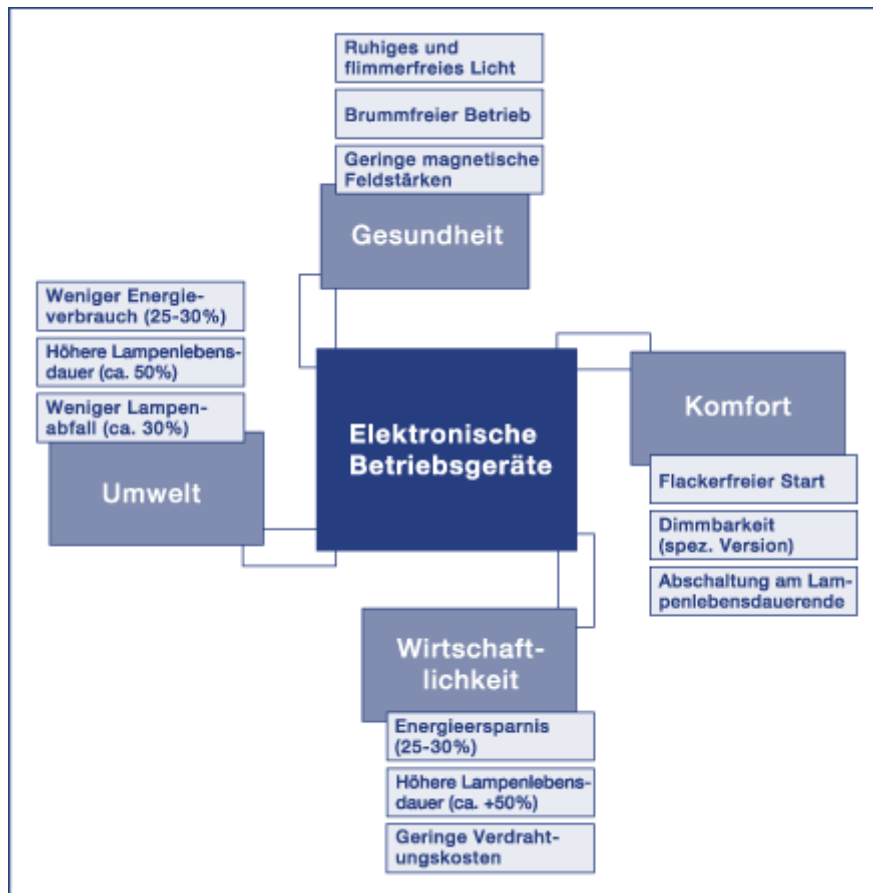 Ruhiges und
flimmerfreies Licht
Brummfreier Betrieb
Geringe magnetische
Feldstärken
Gesundheit
Weniger Energie-
verbrauch (25-30%)
Höhere Lampenlebens-
dauer (ca. 50%)
Weniger Lampen-
abfall (ca. 30%)
Umwelt
Elektronische
Betriebsgeräte
Komfort
Flackerfreier Start
Dimmbarkeit
(spez. Version)
Abschaltung am Lam-
penlebensdauerende
Wirtschaft-
lichkeit
Energieersparnis
(25-30%)
Höhere Lampenlebens-
dauer (ca. +50%)
Geringe Verdraht-
ungskosten